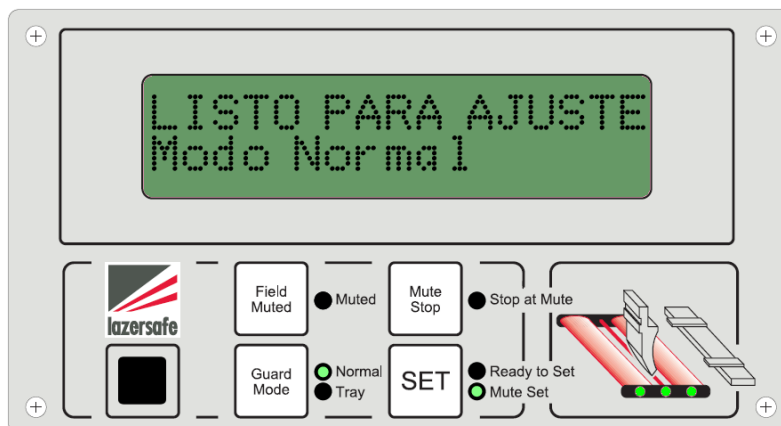 LISTO PARA AJUSTE
Modo Normal
lazersafe
Field
Muted
Muted
Mute
Stop
Stop at Mute
Guard
Mode
Normal
Tray
SET
Ready to Set
Mute Set